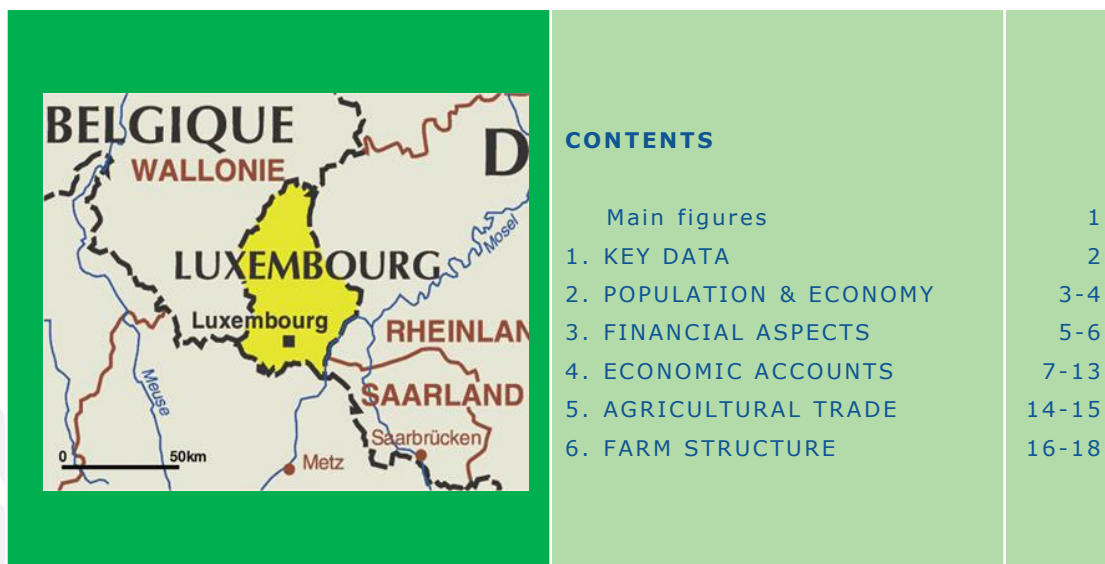 BELGIQUE
WALLONIE
D
LUXEMBOURG
Mosel
Luxembourg
RHEINLAN
Meuse
SAARLAND
Saarbrücken
0 50km
Metz
CONTENTS
Main figures 1
1. KEY DATA 2
2. POPULATION & ECONOMY 3-4
3. FINANCIAL ASPECTS 5-6
4. ECONOMIC ACCOUNTS 7-13
5. AGRICULTURAL TRADE 14-15
6. FARM STRUCTURE 16-18